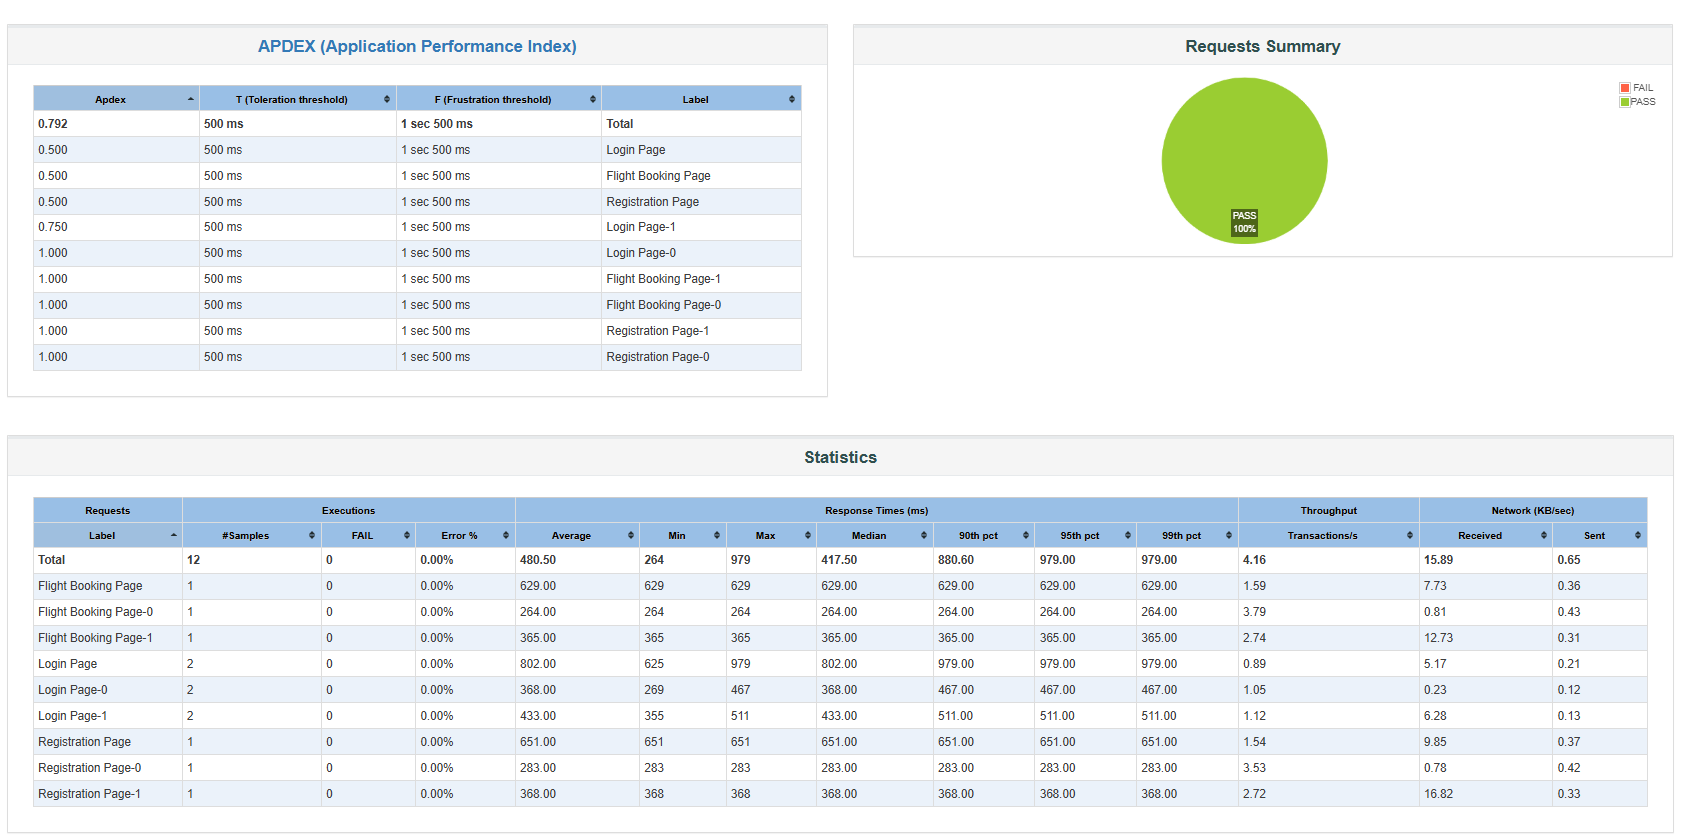 APDEX (Application Performance Index)
Apdex T (Toleration threshold) F (Frustration threshold) Label
0.792 500 ms 1 sec 500 ms Total
0.500 500 ms 1 sec 500 ms Login Page
0.500 500 ms 1 sec 500 ms Flight Booking Page
0.500 500 ms 1 sec 500 ms Registration Page
0.750 500 ms 1 sec 500 ms Login Page-1
1.000 500 ms 1 sec 500 ms Login Page-0
1.000 500 ms 1 sec 500 ms Flight Booking Page-1
1.000 500 ms 1 sec 500 ms Flight Booking Page-0
1.000 500 ms 1 sec 500 ms Registration Page-1
1.000 500 ms 1 sec 500 ms Registration Page-0
Requests Summary
FAIL
PASS
PASS
100%
Statistics
Requests Executions Response Times (ms) Throughput Network (KB/sec)
Label #Samples FAIL Error % Average Min Max Median 90th pct 95th pct 99th pct Transactions/s Received Sent
Total 12 0 0.00% 480.50 264 979 417.50 880.60 979.00 979.00 4.16 15.89 0.65
Flight Booking Page 1 0 0.00% 629.00 629 629 629.00 629.00 629.00 629.00 1.59 7.73 0.36
Flight Booking Page-0 1 0 0.00% 264.00 264 264 264.00 264.00 264.00 264.00 3.79 0.81 0.43
Flight Booking Page-1 1 0 0.00% 365.00 365 365 365.00 365.00 365.00 365.00 2.74 12.73 0.31
Login Page 2 0 0.00% 802.00 625 979 802.00 979.00 979.00 979.00 0.89 5.17 0.21
Login Page-0 2 0 0.00% 368.00 269 467 368.00 467.00 467.00 467.00 1.05 0.23 0.12
Login Page-1 2 0 0.00% 433.00 355 511 433.00 511.00 511.00 511.00 1.12 6.28 0.13
Registration Page 1 0 0.00% 651.00 651 651 651.00 651.00 651.00 651.00 1.54 9.85 0.37
Registration Page-0 1 0 0.00% 283.00 283 283 283.00 283.00 283.00 283.00 3.53 0.78 0.42
Registration Page-1 1 0 0.00% 368.00 368 368 368.00 368.00 368.00 368.00 2.72 16.82 0.33